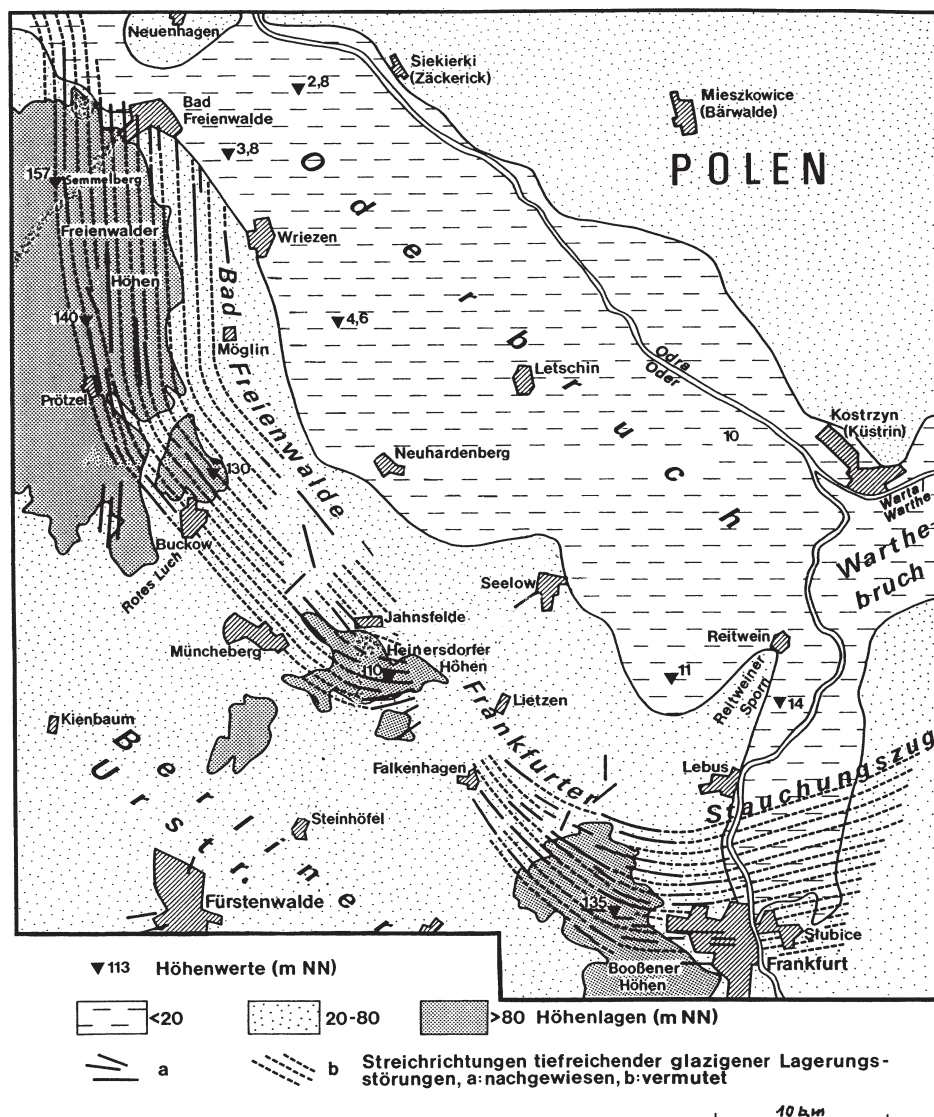 Neuenhagen
Siekierki
(Zäckerick)
2,8
Mieszkowice
(Bärwalde)
Bad
Freienwalde
POLEN
3,8
157
Semmelberg
Freienwalder
Höhen
Wriezen
Oderbruch
140
4,6
Möglin
Prötzel
Letschin
Odra
Oder
10
Kostrzyn
(Küstrin)
Bad Freienwalde - Frankfurter Stauchungszug
130
Neuhardenberg
Warta/
Warthe
Buckow
Rotes Luch
Warthe
bruch
Seelow
Jahnsfelde
Müncheberg
Heinersdorfer
Höhen
110
Reitwein
Reitweiner
Sporn
11
14
Lietzen
Kienbaum
Berliner
Urstr.
Falkenhagen
Lebus
Steinhöfel
Fürstenwalde
135
Słubice
Frankfurt
Booßener
Höhen
113 Höhenwerte (m NN)
<20 20-80 >80 Höhenlagen (m NN)
a b Streichrichtungen tiefreichender glazigener Lagerungs-
störungen, a:nachgewiesen, b:vermutet
10 km